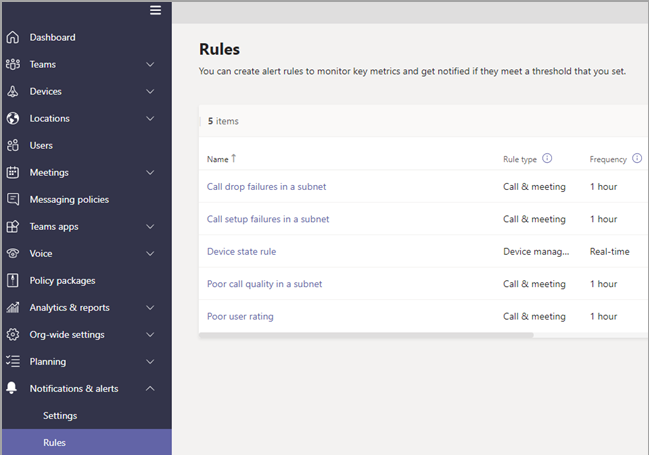 Dashboard
Teams
Devices
Locations
Users
Meetings
Messaging policies
Teams apps
Voice
Policy packages
Analytics & reports
Org-wide settings
Planning
Notifications & alerts
Settings
Rules
Rules
You can create alert rules to monitor key metrics and get notified if they meet a threshold that you set.
5 items
Name ↑ Rule type Frequency
Call drop failures in a subnet Call & meeting 1 hour
Call setup failures in a subnet Call & meeting 1 hour
Device state rule Device manag... Real-time
Poor call quality in a subnet Call & meeting 1 hour
Poor user rating Call & meeting 1 hour